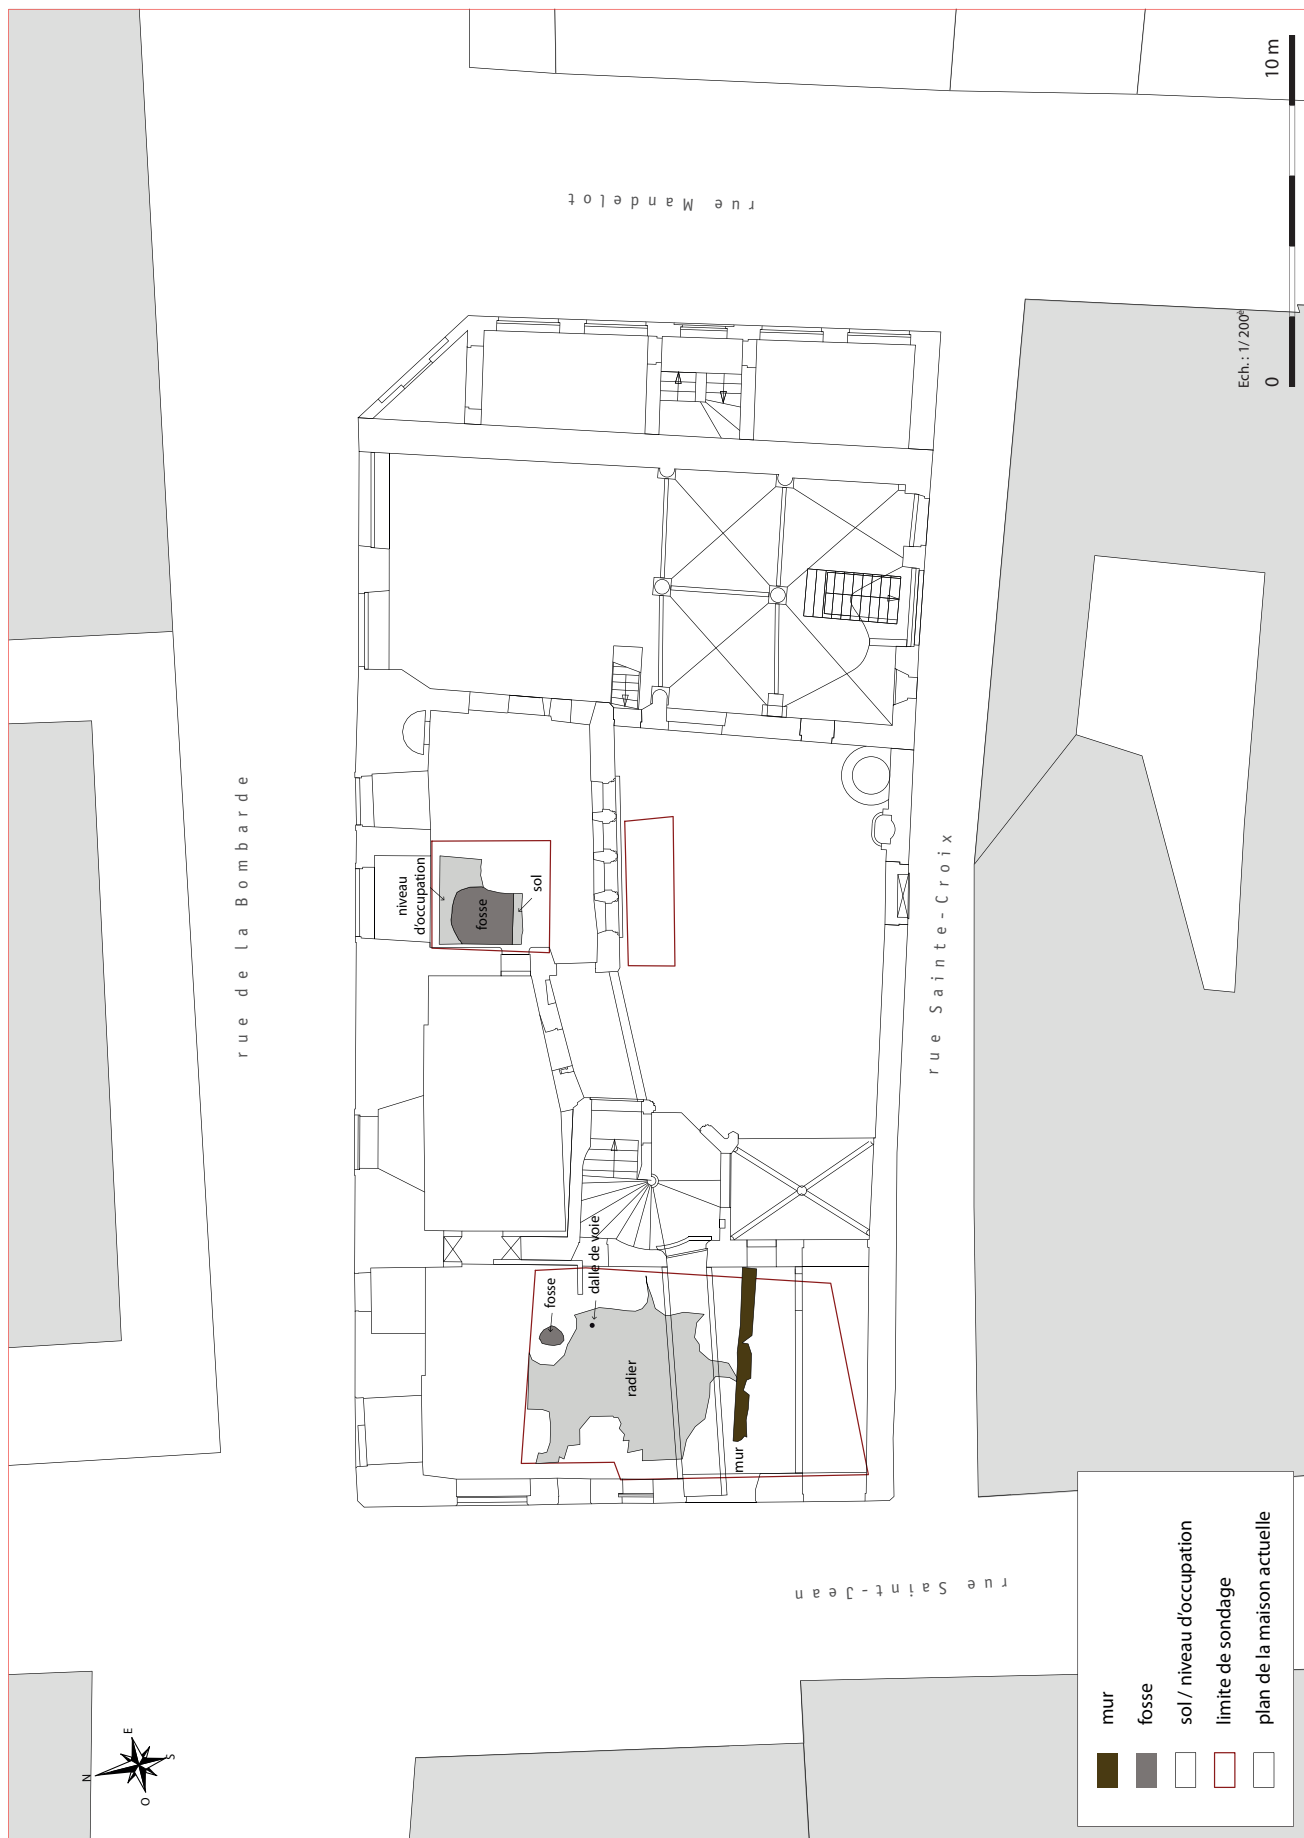 rue Mandelot
rue de la Bombarde
rue Sainte-Croix
rue Saint-Jean
niveau
d'occupation
fosse
sol
fosse
dalle de voie
radier
mur
Ech. : 1/ 200è
0
10 m
N
E
S
O
mur
fosse
sol / niveau d'occupation
limite de sondage
plan de la maison actuelle